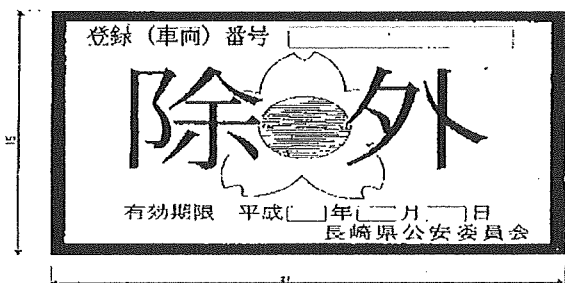 登録（車両）番号
除外
有効期限 平成 年 月 日
長崎県公安委員会
15